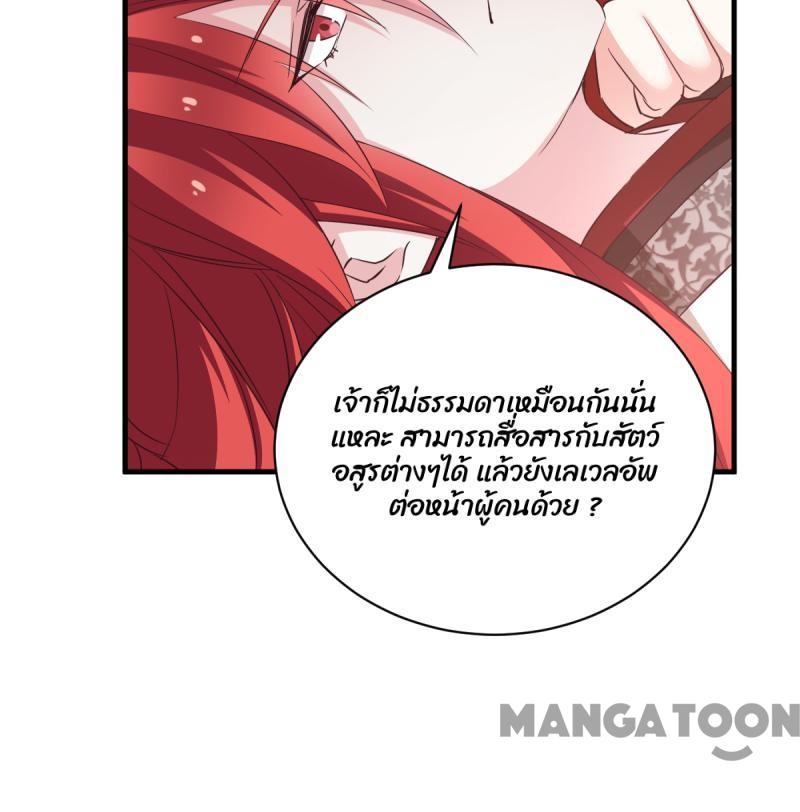 เจ้าก็ไม่ธรรมดาเหมือนกันนั่น
แหละ สามารถสื่อสารกับสัตว์
อสูรต่างๆได้ แล้วยังเลเวลอัพ
ต่อหน้าผู้คนด้วย ?
MANGATOON